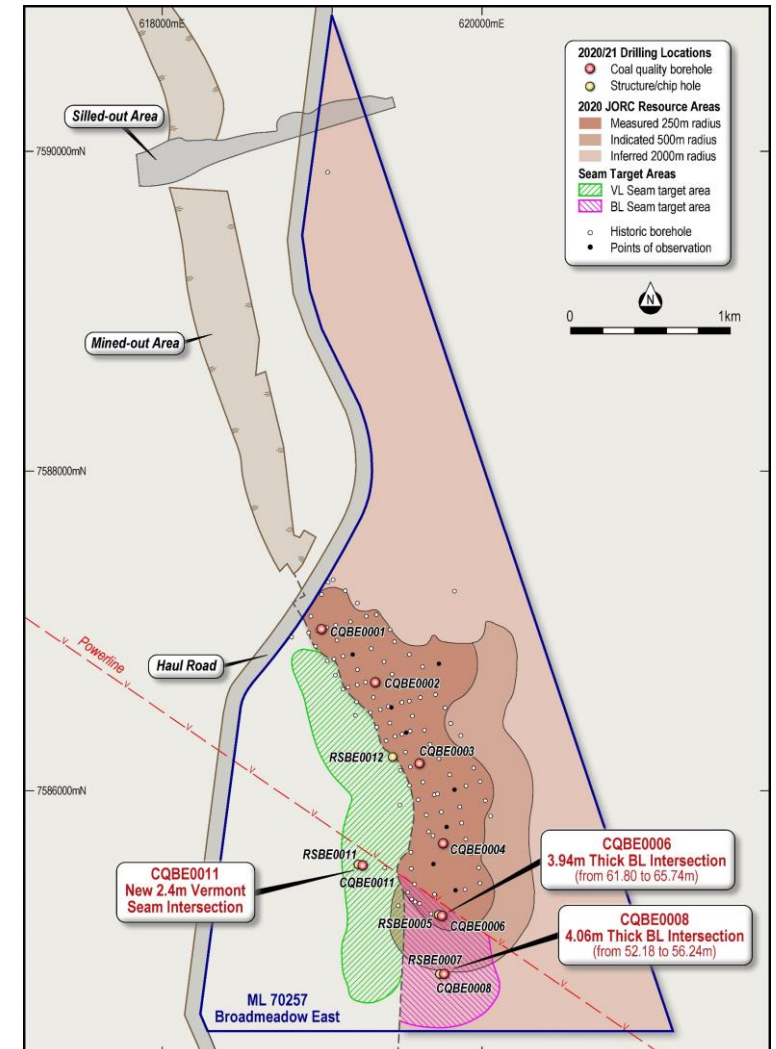 618000mE
620000mE
2020/21 Drilling Locations
Coal quality borehole
Structure/chip hole
2020 JORC Resource Areas
Measured 250m radius
Indicated 500m radius
Inferred 2000m radius
Seam Target Areas
VL Seam target area
BL Seam target area
Historic borehole
Points of observation
N
0
1km
Silled-out Area
7590000mN
Mined-out Area
7588000mN
CQBE0001
Powerline
Haul Road
CQBE0002
RSBE0012
CQBE0003
7586000mN
CQBE0004
CQBE0006
3.94m Thick BL Intersection
(from 61.80 to 65.74m)
RSBE0011
CQBE0011
CQBE0011
New 2.4m Vermont
Seam Intersection
RSBE0005
CQBE0006
CQBE0008
4.06m Thick BL Intersection
(from 52.18 to 56.24m)
RSBE0007
CQBE0008
ML 70257
Broadmeadow East
V
V
V
V
V
V
V
V
V